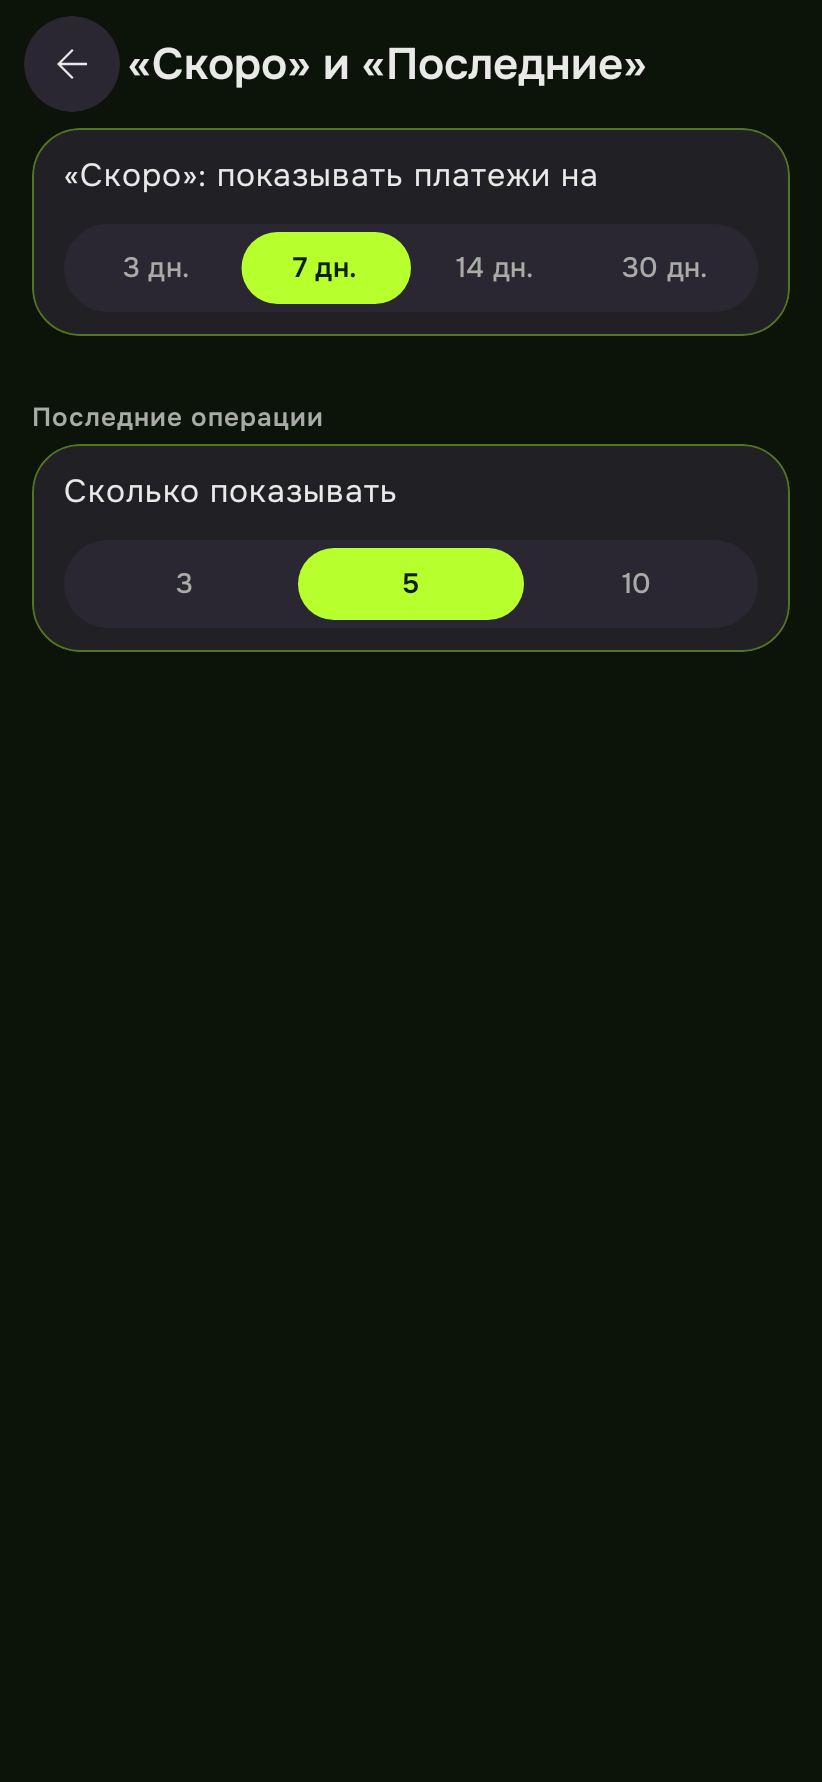 «Скоро» и «Последние»
«Скоро»: показывать платежи на
3 дн. 7 дн. 14 дн. 30 дн.
Последние операции
Сколько показывать
3 5 10